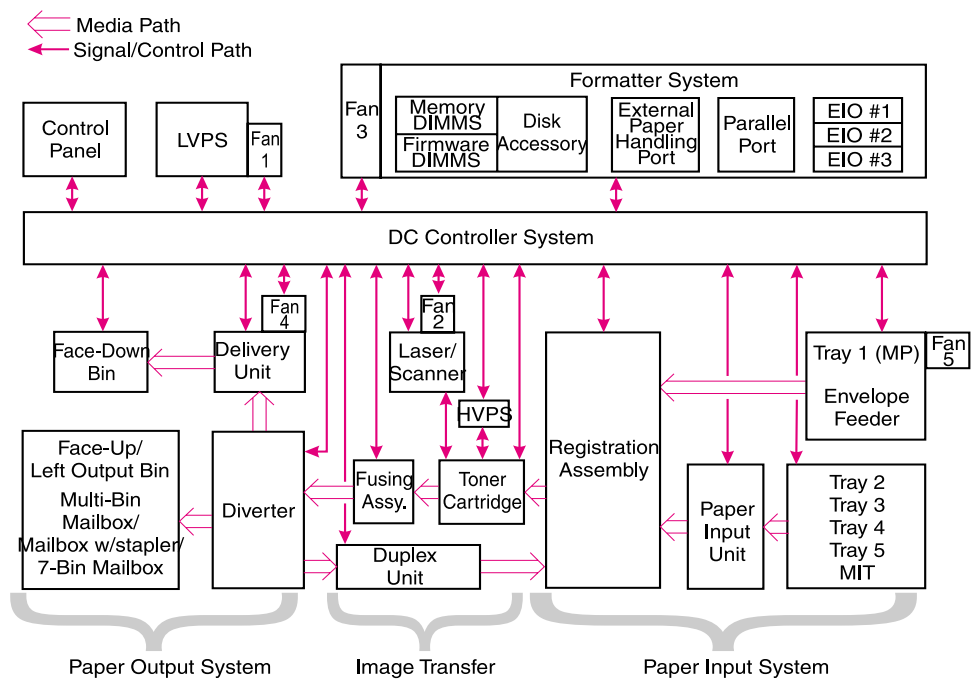 Media Path
Signal/Control Path
Control
Panel
LVPS
Fan
1
Fan
3
Formatter System
Memory
DIMMS
Firmware
DIMMS
Disk
Accessory
External
Paper
Handling
Port
Parallel
Port
EIO #1
EIO #2
EIO #3
DC Controller System
Face-Down
Bin
Delivery
Unit
Fan
4
Laser/
Scanner
Fan
2
HVPS
Registration
Assembly
Tray 1 (MP)
Envelope
Feeder
Fan
5
Face-Up/
Left Output Bin
Multi-Bin
Mailbox/
Mailbox w/stapler/
7-Bin Mailbox
Diverter
Fusing
Assy.
Toner
Cartridge
Duplex
Unit
Paper
Input
Unit
Tray 2
Tray 3
Tray 4
Tray 5
MIT
Paper Output System
Image Transfer
Paper Input System